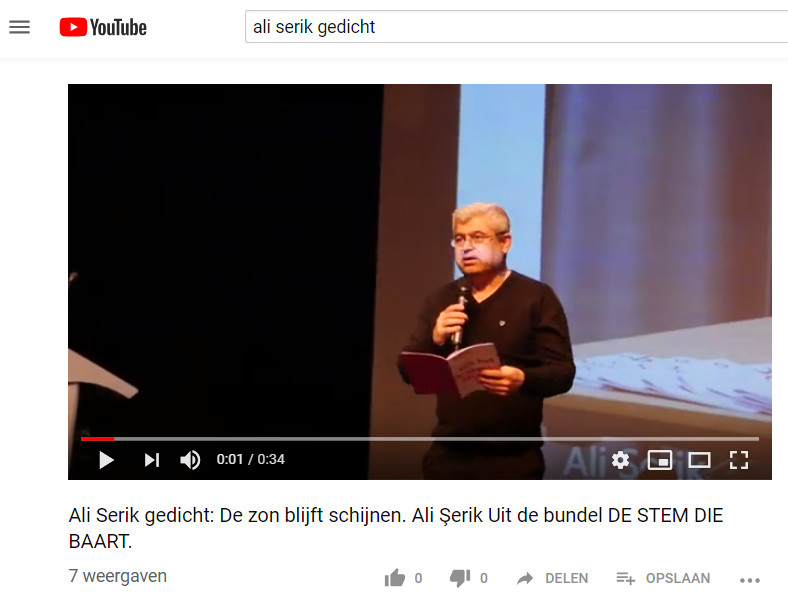 YouTube
ali serik gedicht
Ali Serik
0:01 / 0:34
Ali Serik gedicht: De zon blijft schijnen. Ali Şerik Uit de bundel DE STEM DIE
BAART.
7 weergaven
0
0
DELEN
OPSLAAN